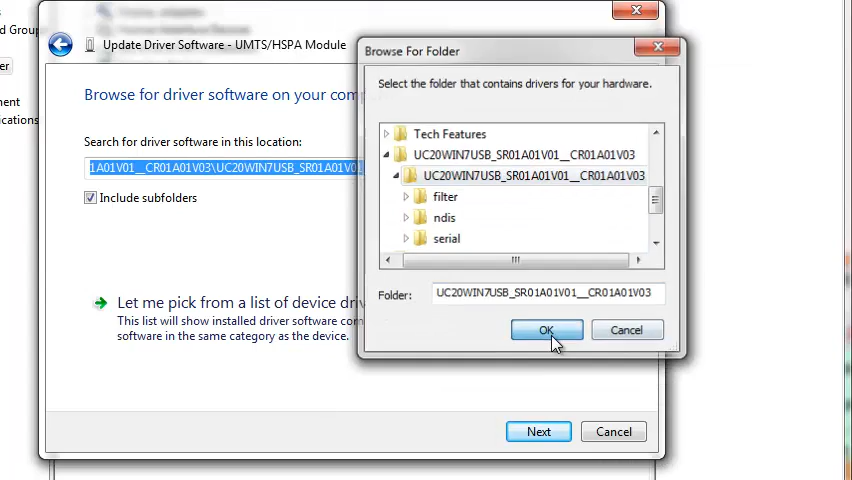 d Group
er
ment
ications
Update Driver Software - UMTS/HSPA Module
Browse for driver software on your com
Search for driver software in this location:
1A01V01__CR01A01V03\UC20WIN7USB_SR01A01V01
Include subfolders
Let me pick from a list of device driv
This list will show installed driver software com
software in the same category as the device.
Next
Cancel
Browse For Folder
Select the folder that contains drivers for your hardware.
Tech Features
UC20WIN7USB_SR01A01V01__CR01A01V03
UC20WIN7USB_SR01A01V01__CR01A01V03
filter
ndis
serial
Folder:
UC20WIN7USB_SR01A01V01__CR01A01V03
OK
Cancel